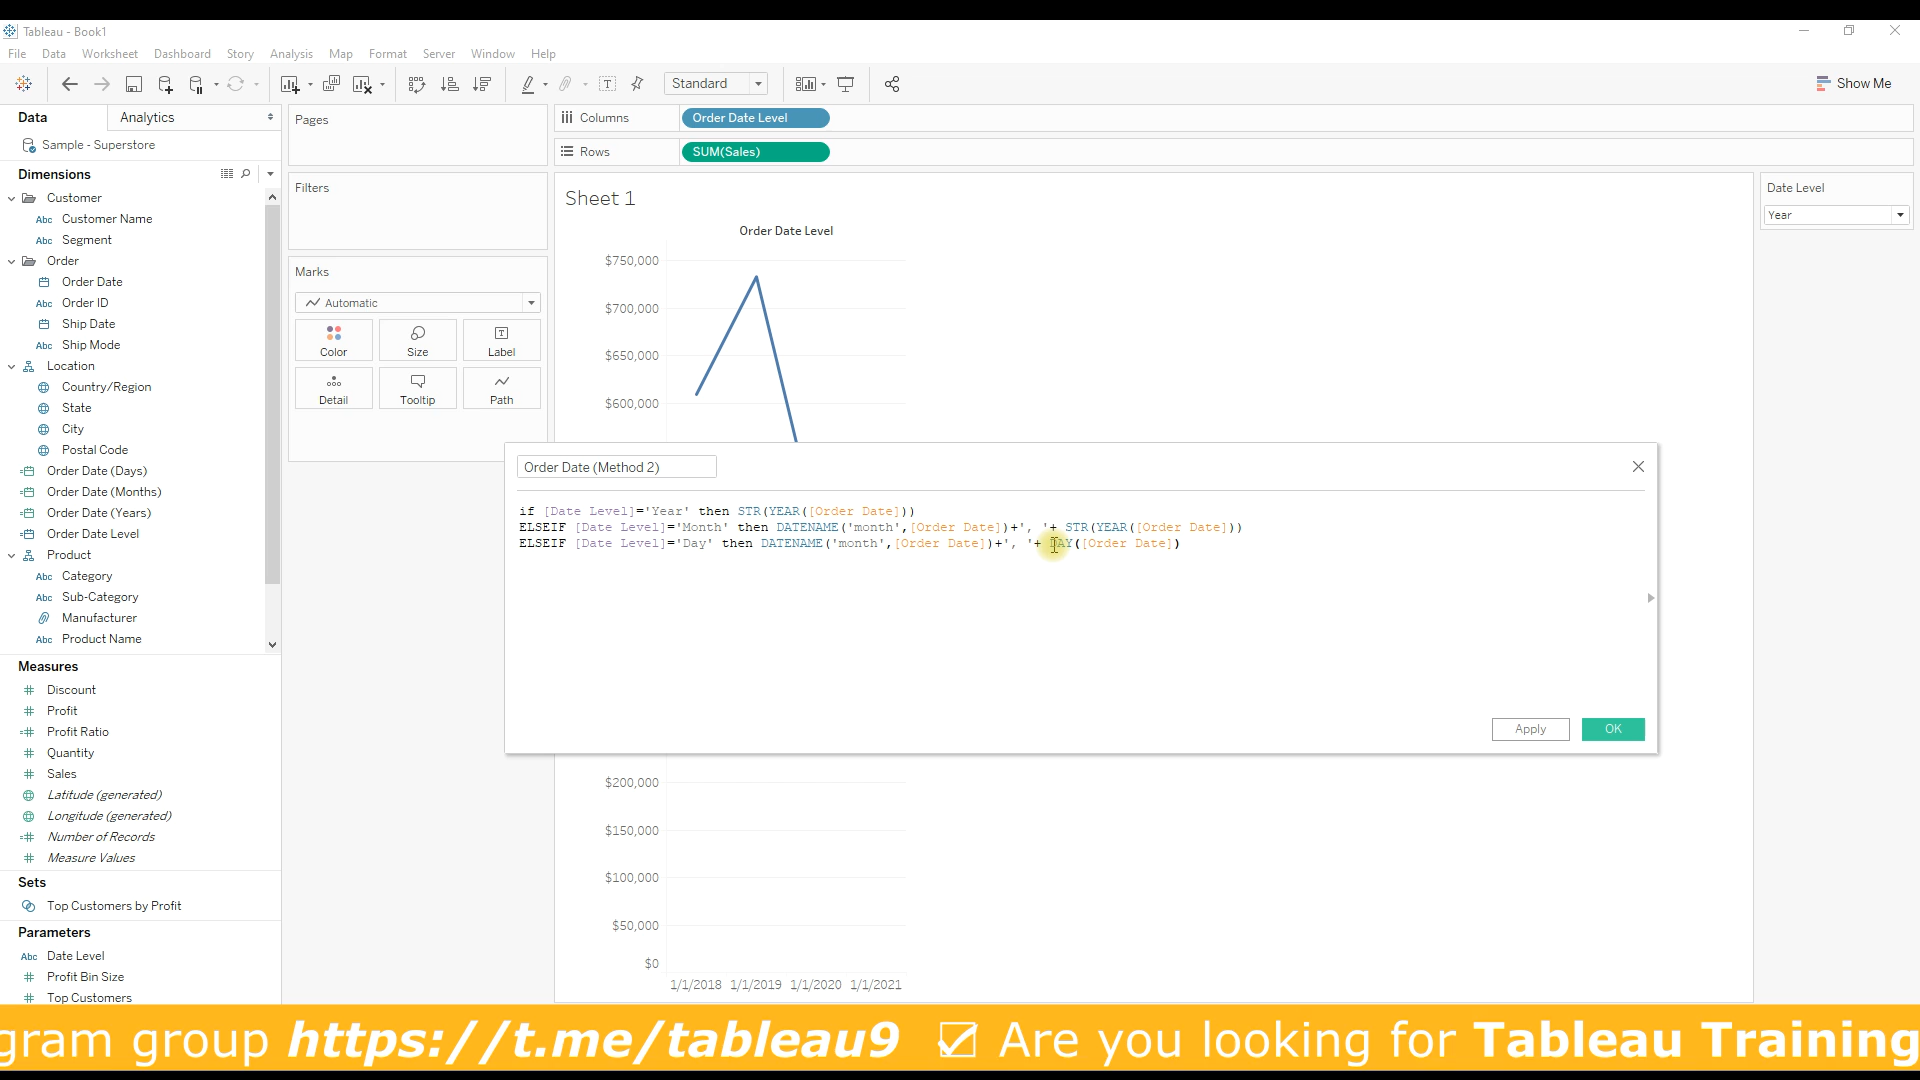 Tableau - Book1
File Data Worksheet Dashboard Story Analysis Map Format Server Window Help
Standard
Show Me
Data Analytics
Sample - Superstore
Dimensions
Customer
Abc Customer Name
Abc Segment
Order
Order Date
Abc Order ID
Ship Date
Abc Ship Mode
Location
Country/Region
State
City
Postal Code
Order Date (Days)
Order Date (Months)
Order Date (Years)
Order Date Level
Product
Abc Category
Abc Sub-Category
Manufacturer
Abc Product Name
Measures
Discount
Profit
Profit Ratio
Quantity
Sales
Latitude (generated)
Longitude (generated)
Number of Records
Measure Values
Sets
Top Customers by Profit
Parameters
Abc Date Level
Profit Bin Size
Top Customers
Pages
Filters
Marks
Automatic
Color Size Label
Detail Tooltip Path
Columns Order Date Level
Rows SUM(Sales)
Sheet 1
Order Date Level
$750,000
$700,000
$650,000
$600,000
Order Date (Method 2)
if [Date Level]='Year' then STR(YEAR([Order Date]))
ELSEIF [Date Level]='Month' then DATENAME('month',[Order Date])+', '+ STR(YEAR([Order Date]))
ELSEIF [Date Level]='Day' then DATENAME('month',[Order Date])+', '+ DAY([Order Date])
Apply OK
$200,000
$150,000
$100,000
$50,000
$0
1/1/2018 1/1/2019 1/1/2020 1/1/2021
Date Level
Year
gram group https://t.me/tableau9 Are you looking for Tableau Training